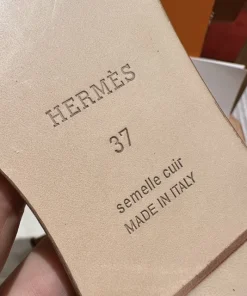 HERMÈS
37
semelle cuir
MADE IN ITALY